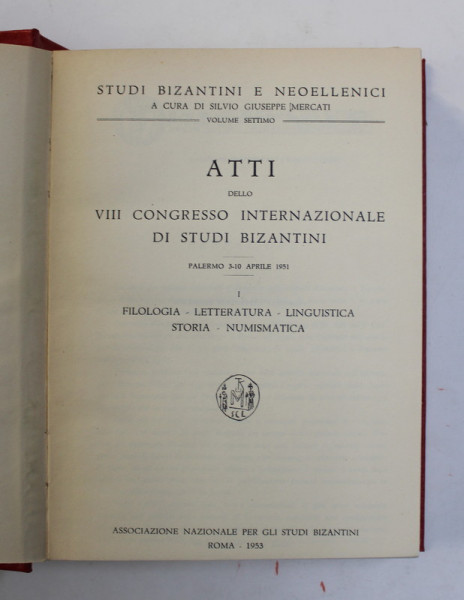 STUDI BIZANTINI E NEOELLENICI
A CURA DI SILVIO GIUSEPPE MERCATI
VOLUME SETTIMO
ATTI
DELLO
VIII CONGRESSO INTERNAZIONALE
DI STUDI BIZANTINI
PALERMO 3-10 APRILE 1951
I
FILOLOGIA - LETTERATURA - LINGUISTICA
STORIA - NUMISMATICA
ASSOCIAZIONE NAZIONALE PER GLI STUDI BIZANTINI
ROMA - 1953